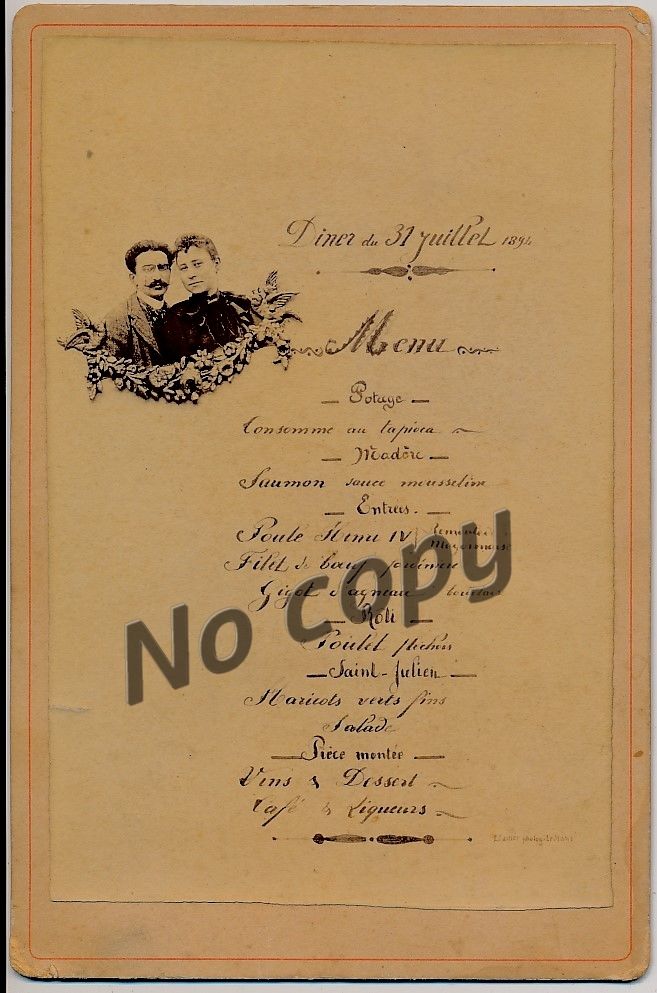 Diner du 31 Juillet 1894
Menu
Potage
Consomme au tapioca
Madère
Saumon sauce mousseline
Entrées.
Poule Henri IV
Filet de bœuf
Gigot d'agneau
Roti
Poulet
Saint-Julien
Haricots verts fins
Salade
Pièce montée
Vins & Dessert
Café & Liqueurs
No copy